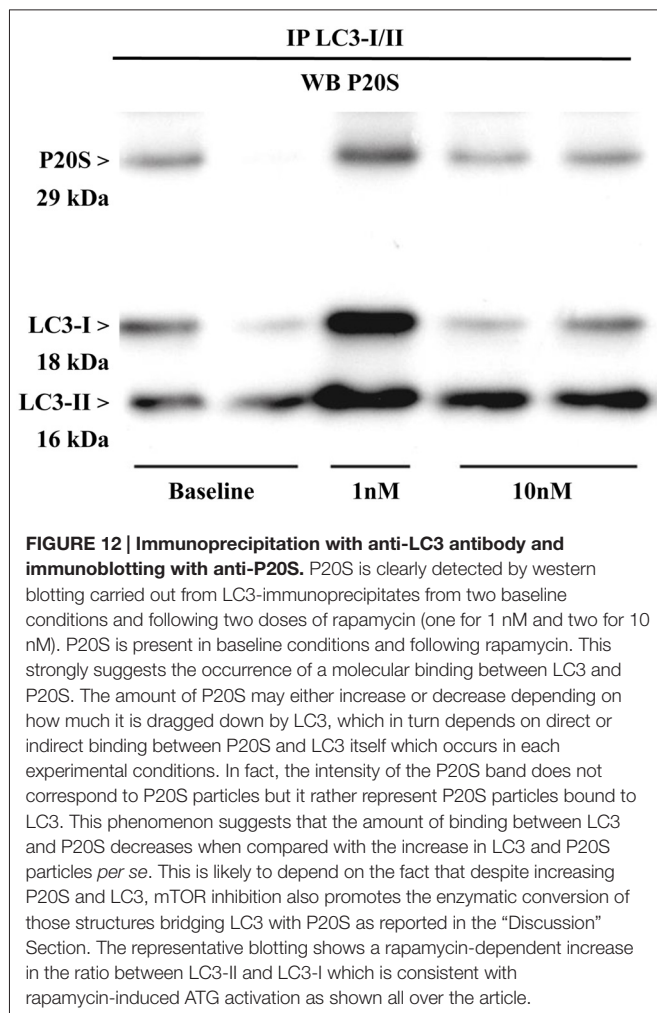 IP LC3-I/II
WB P20S
P20S >
29 kDa
LC3-I >
18 kDa
LC3-II >
16 kDa
Baseline 1nM 10nM
FIGURE 12 | Immunoprecipitation with anti-LC3 antibody and
immunoblotting with anti-P20S. P20S is clearly detected by western
blotting carried out from LC3-immunoprecipitates from two baseline
conditions and following two doses of rapamycin (one for 1 nM and two for 10
nM). P20S is present in baseline conditions and following rapamycin. This
strongly suggests the occurrence of a molecular binding between LC3 and
P20S. The amount of P20S may either increase or decrease depending on
how much it is dragged down by LC3, which in turn depends on direct or
indirect binding between P20S and LC3 itself which occurs in each
experimental conditions. In fact, the intensity of the P20S band does not
correspond to P20S particles but it rather represent P20S particles bound to
LC3. This phenomenon suggests that the amount of binding between LC3
and P20S decreases when compared with the increase in LC3 and P20S
particles per se. This is likely to depend on the fact that despite increasing
P20S and LC3, mTOR inhibition also promotes the enzymatic conversion of
those structures bridging LC3 with P20S as reported in the “Discussion”
Section. The representative blotting shows a rapamycin-dependent increase
in the ratio between LC3-II and LC3-I which is consistent with
rapamycin-induced ATG activation as shown all over the article.